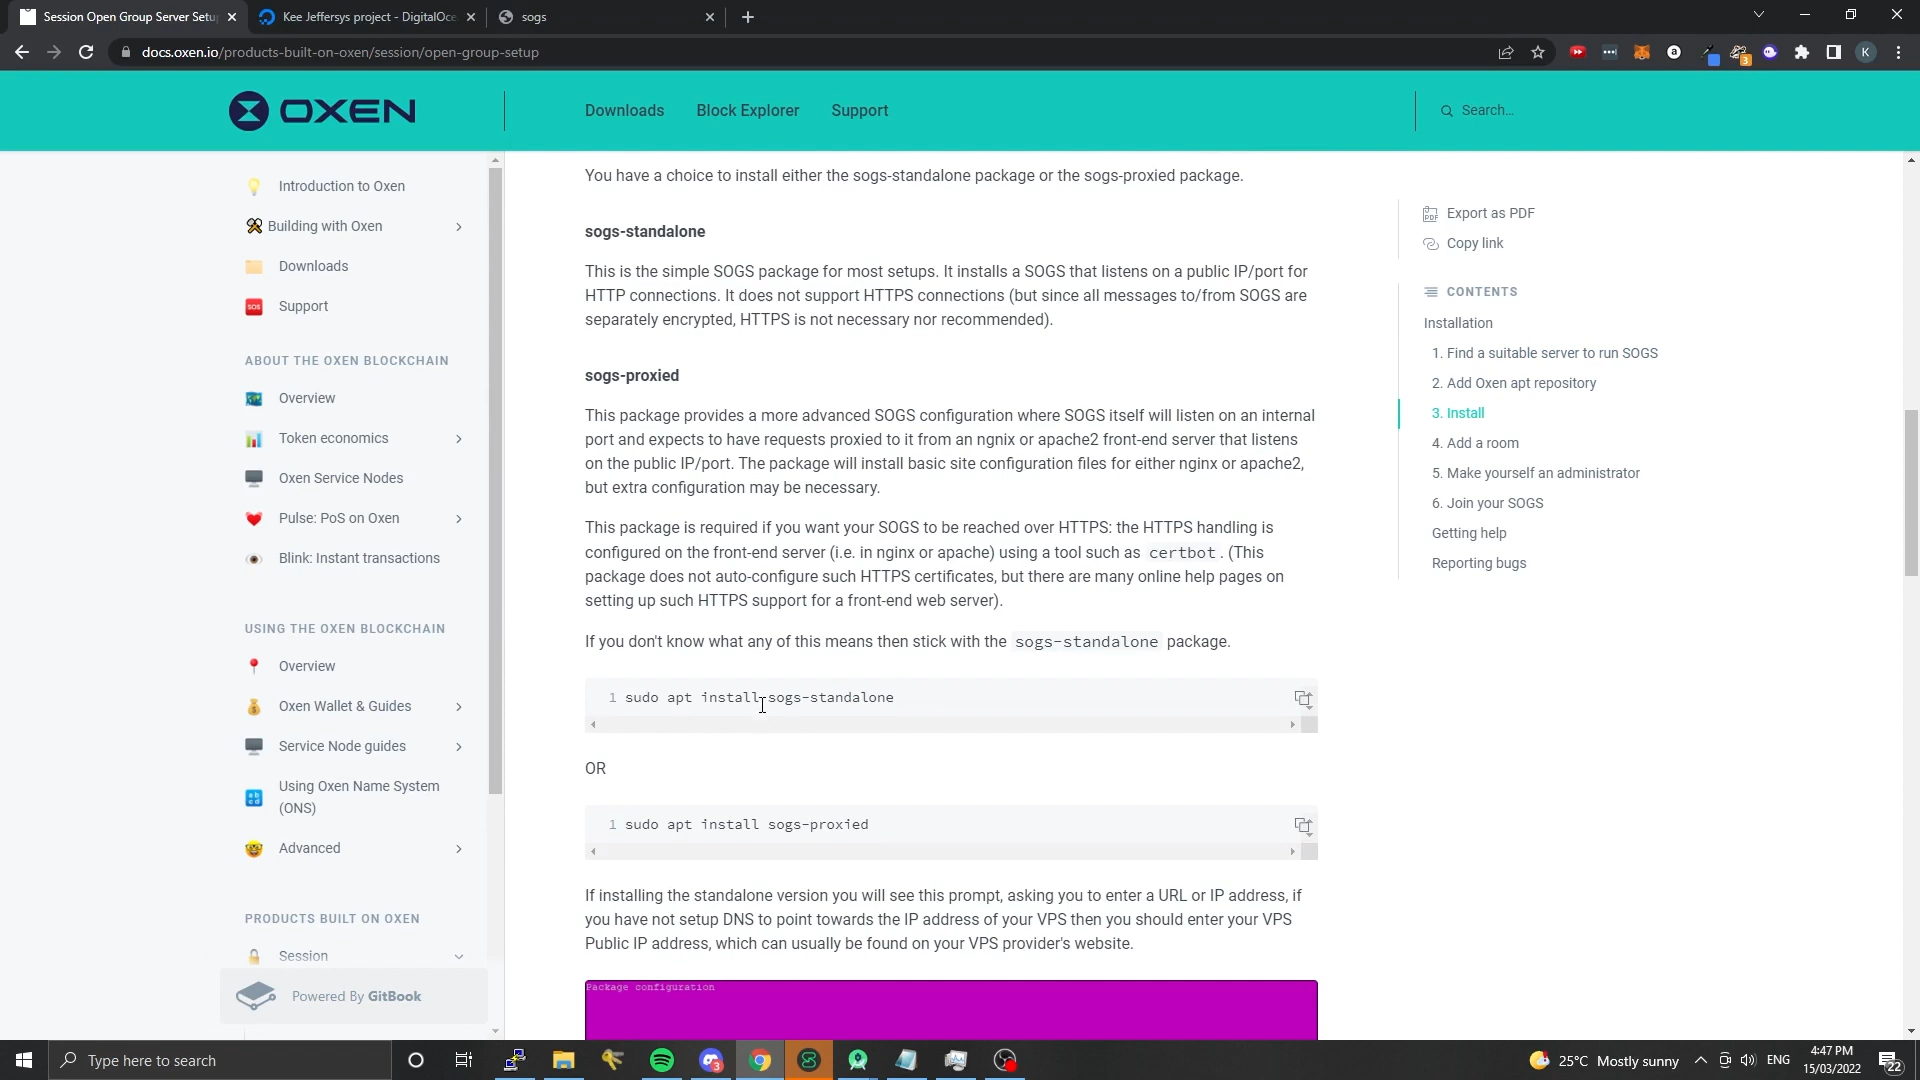 Session Open Group Server Setu
Kee Jeffersys project - DigitalOce
sogs
docs.oxen.io/products-built-on-oxen/session/open-group-setup
3
K
OXEN
Downloads
Block Explorer
Support
Search...
Introduction to Oxen
Building with Oxen
Downloads
SOS
Support
ABOUT THE OXEN BLOCKCHAIN
Overview
Token economics
Oxen Service Nodes
Pulse: PoS on Oxen
Blink: Instant transactions
USING THE OXEN BLOCKCHAIN
Overview
Oxen Wallet & Guides
Service Node guides
Using Oxen Name System
(ONS)
Advanced
PRODUCTS BUILT ON OXEN
Session
Powered By GitBook
You have a choice to install either the sogs-standalone package or the sogs-proxied package.
sogs-standalone
This is the simple SOGS package for most setups. It installs a SOGS that listens on a public IP/port for
HTTP connections. It does not support HTTPS connections (but since all messages to/from SOGS are
separately encrypted, HTTPS is not necessary nor recommended).
sogs-proxied
This package provides a more advanced SOGS configuration where SOGS itself will listen on an internal
port and expects to have requests proxied to it from an ngnix or apache2 front-end server that listens
on the public IP/port. The package will install basic site configuration files for either nginx or apache2,
but extra configuration may be necessary.
This package is required if you want your SOGS to be reached over HTTPS: the HTTPS handling is
configured on the front-end server (i.e. in nginx or apache) using a tool such as certbot. (This
package does not auto-configure such HTTPS certificates, but there are many online help pages on
setting up such HTTPS support for a front-end web server).
If you don't know what any of this means then stick with the sogs-standalone package.
1 sudo apt install sogs-standalone
OR
1 sudo apt install sogs-proxied
If installing the standalone version you will see this prompt, asking you to enter a URL or IP address, if
you have not setup DNS to point towards the IP address of your VPS then you should enter your VPS
Public IP address, which can usually be found on your VPS provider's website.
Package configuration
Export as PDF
Copy link
CONTENTS
Installation
1. Find a suitable server to run SOGS
2. Add Oxen apt repository
3. Install
4. Add a room
5. Make yourself an administrator
6. Join your SOGS
Getting help
Reporting bugs
Type here to search
3
25°C Mostly sunny
ENG
4:47 PM
15/03/2022
22